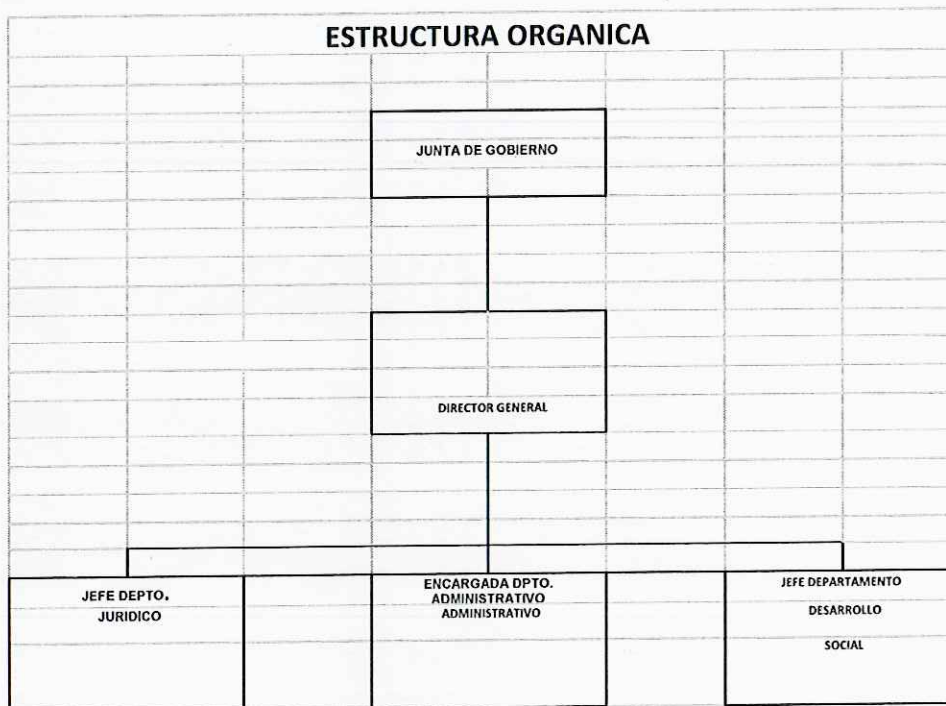 ESTRUCTURA ORGANICA
JUNTA DE GOBIERNO
DIRECTOR GENERAL
JEFE DEPTO.
JURIDICO
ENCARGADA DPTO.
ADMINISTRATIVO
ADMINISTRATIVO
JEFE DEPARTAMENTO
DESARROLLO
SOCIAL